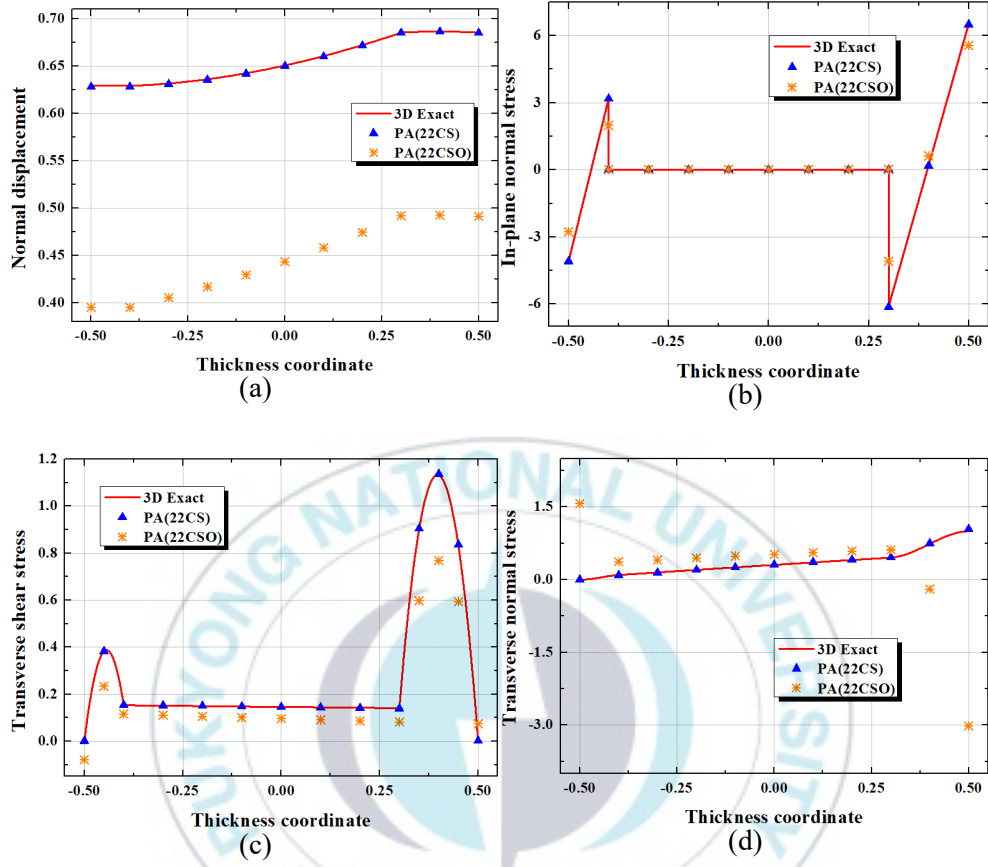 0.70
0.65
0.60
0.55
0.50
0.45
0.40
Normal displacement
3D Exact
PA(22CS)
PA(22CSO)
-0.50
-0.25
0.00
0.25
0.50
Thickness coordinate
(a)
6
3
0
-3
-6
In-plane normal stress
3D Exact
PA(22CS)
PA(22CSO)
-0.50
-0.25
0.00
0.25
0.50
Thickness coordinate
(b)
1.2
1.0
0.8
0.6
0.4
0.2
0.0
Transverse shear stress
3D Exact
PA(22CS)
PA(22CSO)
-0.50
-0.25
0.00
0.25
0.50
Thickness coordinate
(c)
1.5
0.0
-1.5
-3.0
Transverse normal stress
3D Exact
PA(22CS)
PA(22CSO)
-0.50
-0.25
0.00
0.25
0.50
Thickness coordinate
(d)
PUKYONG NATIONAL UNIVERSITY